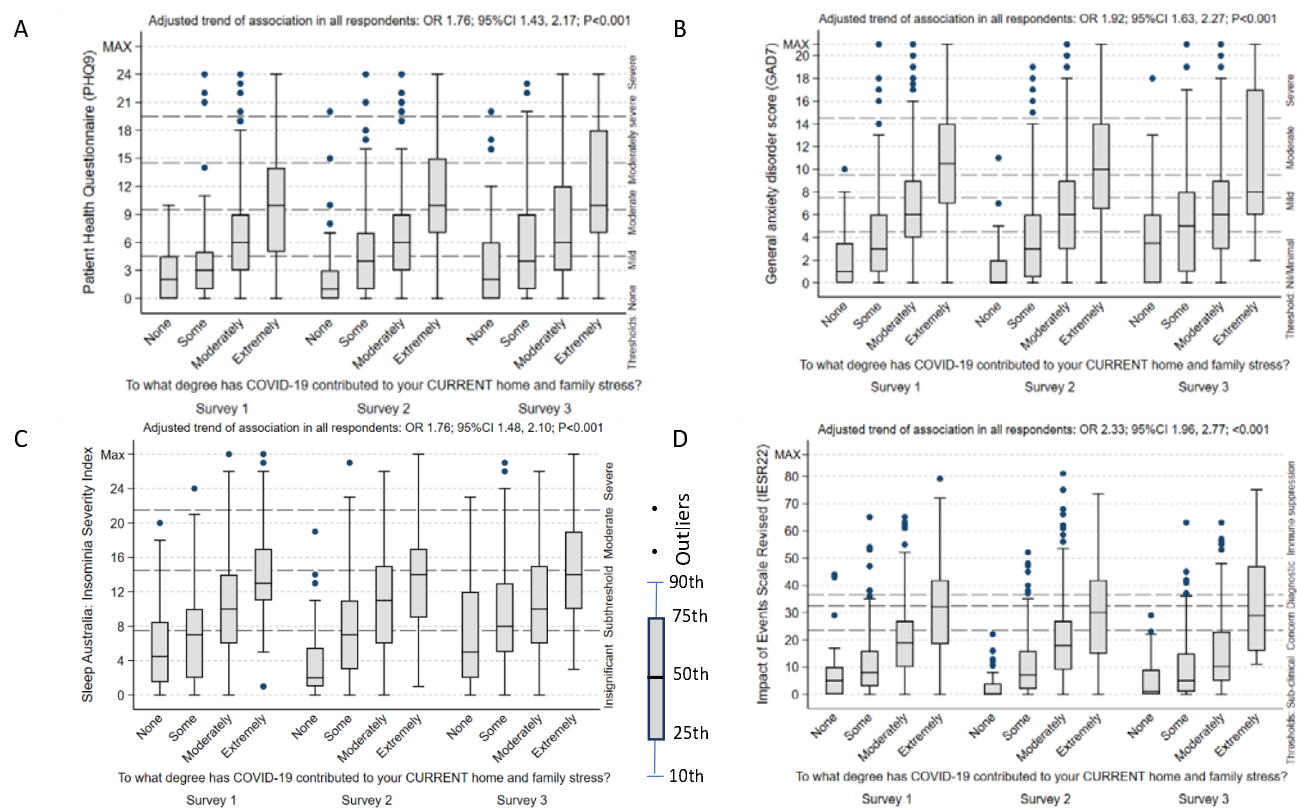 A
Adjusted trend of association in all respondents: OR 1.76; 95%CI 1.43, 2.17; P<0.001
Patient Health Questionnaire (PHQ9)
MAX
24
21
18
15
12
9
6
3
0
Thresholds: None Mild Moderate Moderately severe Severe
None Some Moderately Extremely None Some Moderately Extremely None Some Moderately Extremely
To what degree has COVID-19 contributed to your CURRENT home and family stress?
Survey 1 Survey 2 Survey 3
B
Adjusted trend of association in all respondents: OR 1.92; 95%CI 1.63, 2.27; P<0.001
General anxiety disorder score (GAD7)
MAX
20
18
16
14
12
10
8
6
4
2
0
Threshold: Nil/Minimal Mild Moderate Severe
None Some Moderately Extremely None Some Moderately Extremely None Some Moderately Extremely
To what degree has COVID-19 contributed to your CURRENT home and family stress?
Survey 1 Survey 2 Survey 3
C
Adjusted trend of association in all respondents: OR 1.76; 95%CI 1.48, 2.10; P<0.001
Sleep Australia: Insominia Severity Index
Max
24
20
16
12
8
4
0
Insignificant Subthreshold Moderate Severe
None Some Moderately Extremely None Some Moderately Extremely None Some Moderately Extremely
To what degree has COVID-19 contributed to your CURRENT home and family stress?
Survey 1 Survey 2 Survey 3
Outliers
90th
75th
50th
25th
10th
D
Adjusted trend of association in all respondents: OR 2.33; 95%CI 1.96, 2.77; <0.001
Impact of Events Scale Revised (IESR22)
MAX
80
70
60
50
40
30
20
10
0
Thresholds: Sub-clinical Concern Diagnostic Immune suppression
None Some Moderately Extremely None Some Moderately Extremely None Some Moderately Extremely
To what degree has COVID-19 contributed to your CURRENT home and family stress?
Survey 1 Survey 2 Survey 3